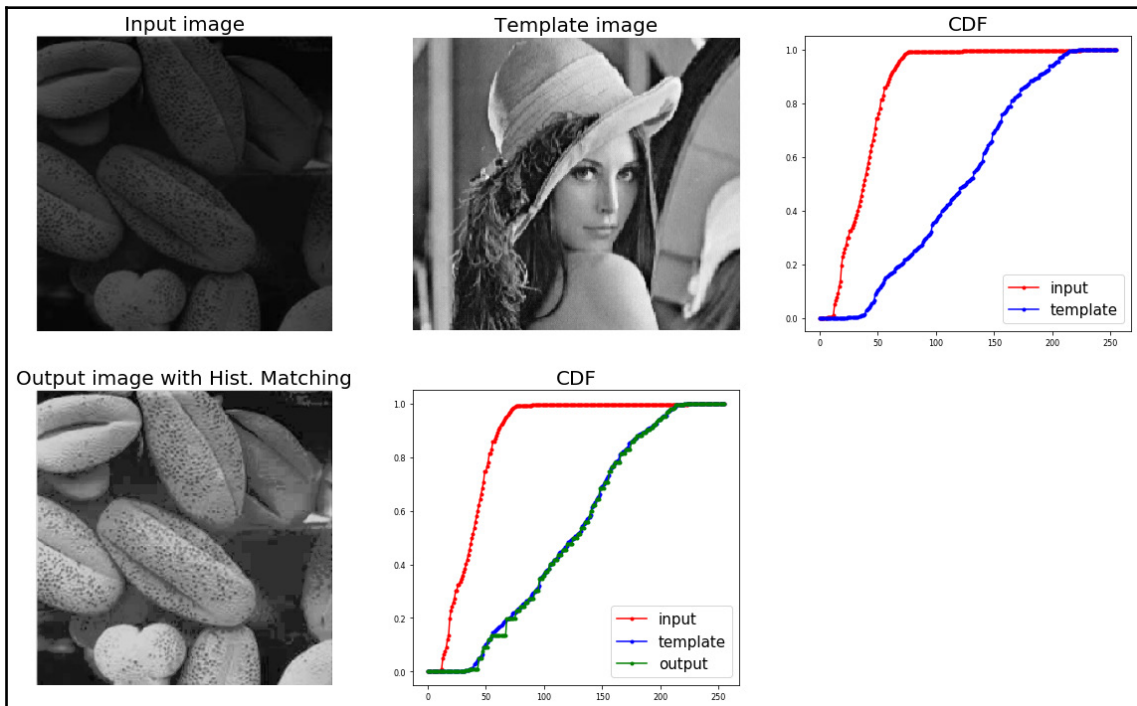 Input image
Template image
CDF
1.0
0.8
0.6
0.4
0.2
0.0
0 50 100 150 200 250
input
template
Output image with Hist. Matching
CDF
1.0
0.8
0.6
0.4
0.2
0.0
0 50 100 150 200 250
input
template
output